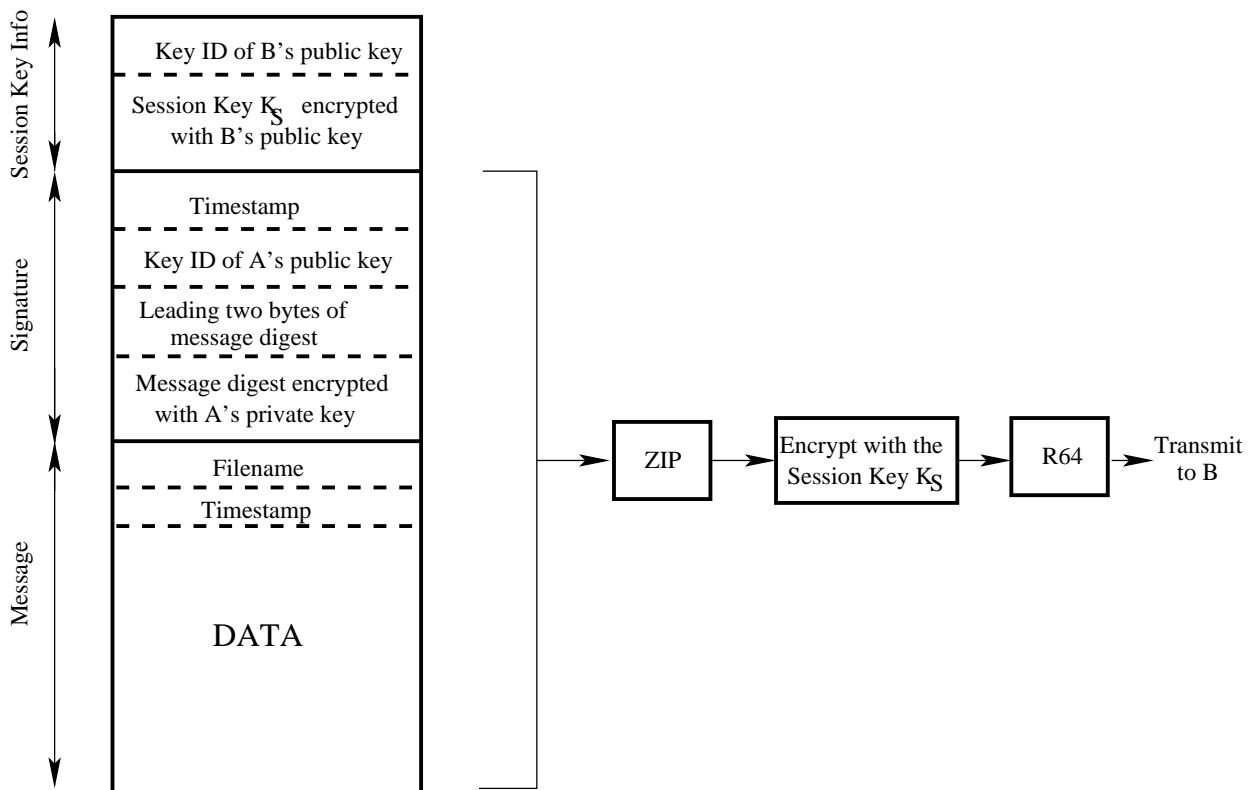 Session Key Info
Key ID of B's public key
Session Key KS encrypted
with B's public key
Signature
Timestamp
Key ID of A's public key
Leading two bytes of
message digest
Message digest encrypted
with A's private key
Message
Filename
Timestamp
DATA
ZIP
Encrypt with the
Session Key KS
R64
Transmit
to B